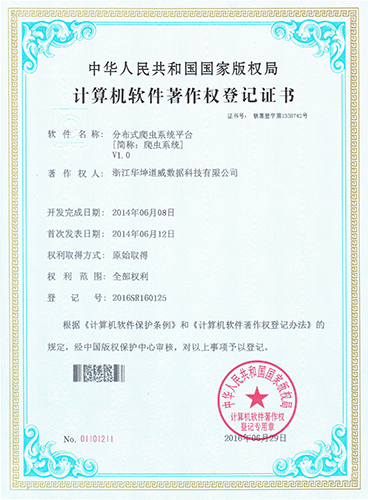 中华人民共和国国家版权局
计算机软件著作权登记证书
证书号：软著登字第1338742号
软件名称：分布式爬虫系统平台
[简称：爬虫系统]
V1.0
著作权人：浙江华坤道威数据科技有限公司
开发完成日期：2014年06月08日
首次发表日期：2014年06月12日
权利取得方式：原始取得
权利范围：全部权利
登记号：2016SR160125
根据《计算机软件保护条例》和《计算机软件著作权登记办法》的
规定，经中国版权保护中心审核，对以上事项予以登记。
中华人民共和国国家版权局
计算机软件著作权
登记专用章
No. 01101211
2016年06月29日